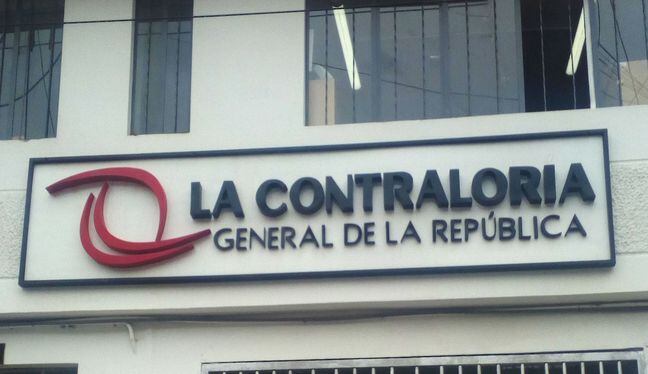 LA CONTRALORIA
GENERAL DE LA REPÚBLICA